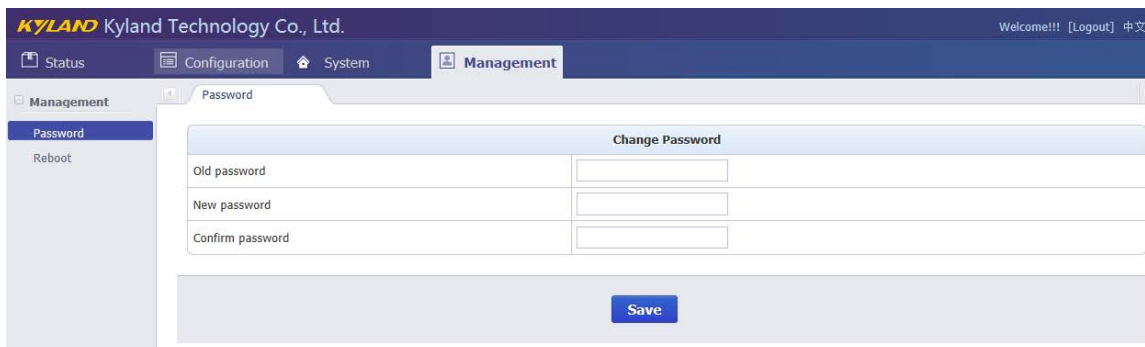 KYLAND Kyland Technology Co., Ltd.
Welcome!!! [Logout] 中文
Status Configuration System Management
Management
Password
Reboot
Password
Change Password
Old password
New password
Confirm password
Save